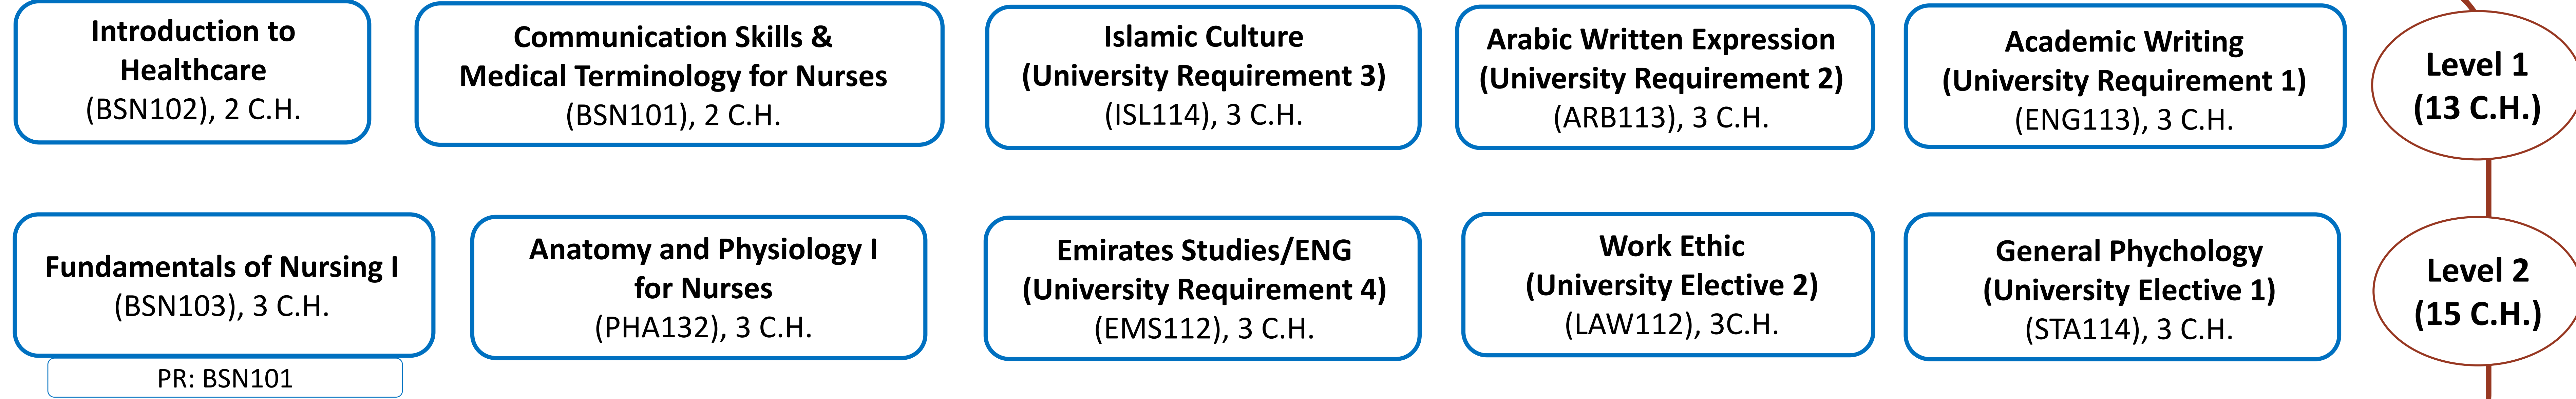 Introduction to
Healthcare
(BSN102), 2 C.H.
Communication Skills &
Medical Terminology for Nurses
(BSN101), 2 C.H.
Islamic Culture
(University Requirement 3)
(ISL114), 3 C.H.
Arabic Written Expression
(University Requirement 2)
(ARB113), 3 C.H.
Academic Writing
(University Requirement 1)
(ENG113), 3 C.H.
Level 1
(13 C.H.)
Fundamentals of Nursing I
(BSN103), 3 C.H.
PR: BSN101
Anatomy and Physiology I
for Nurses
(PHA132), 3 C.H.
Emirates Studies/ENG
(University Requirement 4)
(EMS112), 3 C.H.
Work Ethic
(University Elective 2)
(LAW112), 3C.H.
General Phychology
(University Elective 1)
(STA114), 3 C.H.
Level 2
(15 C.H.)